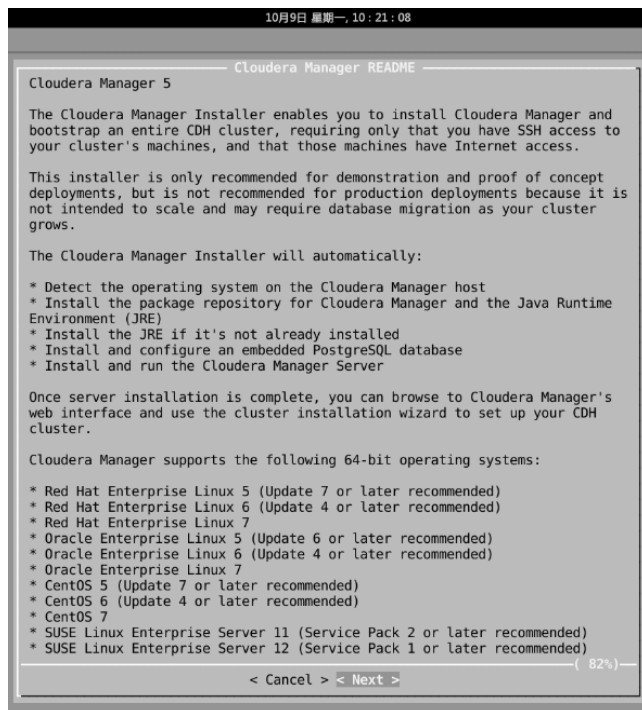 10月9日 星期一, 10 : 21 : 08
Cloudera Manager README
Cloudera Manager 5
The Cloudera Manager Installer enables you to install Cloudera Manager and
bootstrap an entire CDH cluster, requiring only that you have SSH access to
your cluster's machines, and that those machines have Internet access.
This installer is only recommended for demonstration and proof of concept
deployments, but is not recommended for production deployments because it is
not intended to scale and may require database migration as your cluster
grows.
The Cloudera Manager Installer will automatically:
* Detect the operating system on the Cloudera Manager host
* Install the package repository for Cloudera Manager and the Java Runtime
Environment (JRE)
* Install the JRE if it's not already installed
* Install and configure an embedded PostgreSQL database
* Install and run the Cloudera Manager Server
Once server installation is complete, you can browse to Cloudera Manager's
web interface and use the cluster installation wizard to set up your CDH
cluster.
Cloudera Manager supports the following 64-bit operating systems:
* Red Hat Enterprise Linux 5 (Update 7 or later recommended)
* Red Hat Enterprise Linux 6 (Update 4 or later recommended)
* Red Hat Enterprise Linux 7
* Oracle Enterprise Linux 5 (Update 6 or later recommended)
* Oracle Enterprise Linux 6 (Update 4 or later recommended)
* Oracle Enterprise Linux 7
* CentOS 5 (Update 7 or later recommended)
* CentOS 6 (Update 4 or later recommended)
* CentOS 7
* SUSE Linux Enterprise Server 11 (Service Pack 2 or later recommended)
* SUSE Linux Enterprise Server 12 (Service Pack 1 or later recommended)
( 82%)
< Cancel > < Next >